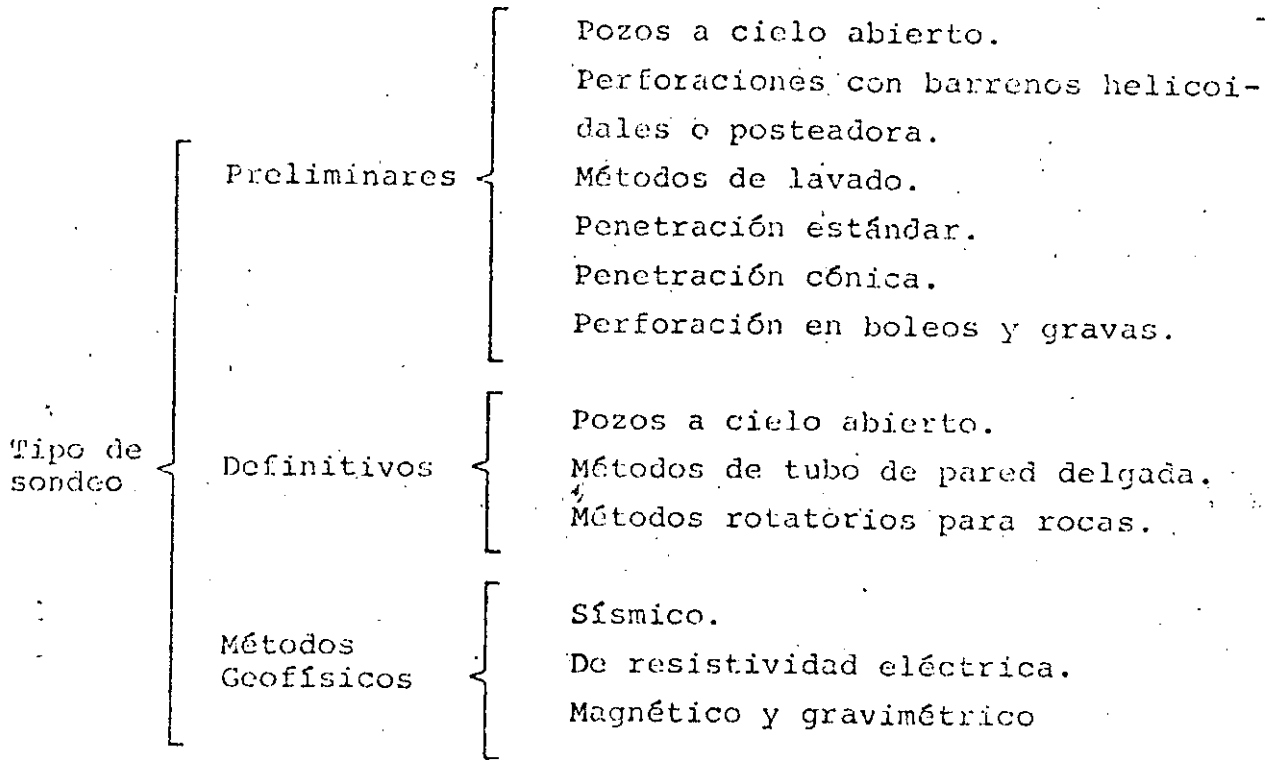 Pozos a cielo abierto.
Perforaciones con barrenos helicoi-
dales o posteadora.
Preliminares
Métodos de lavado.
Penetración estándar.
Penetración cónica.
Perforación en boleos y gravas.
Tipo de
sondeo
Definitivos
Pozos a cielo abierto.
Métodos de tubo de pared delgada.
Métodos rotatorios para rocas.
Métodos
Geofísicos
Sísmico.
De resistividad eléctrica.
Magnético y gravimétrico